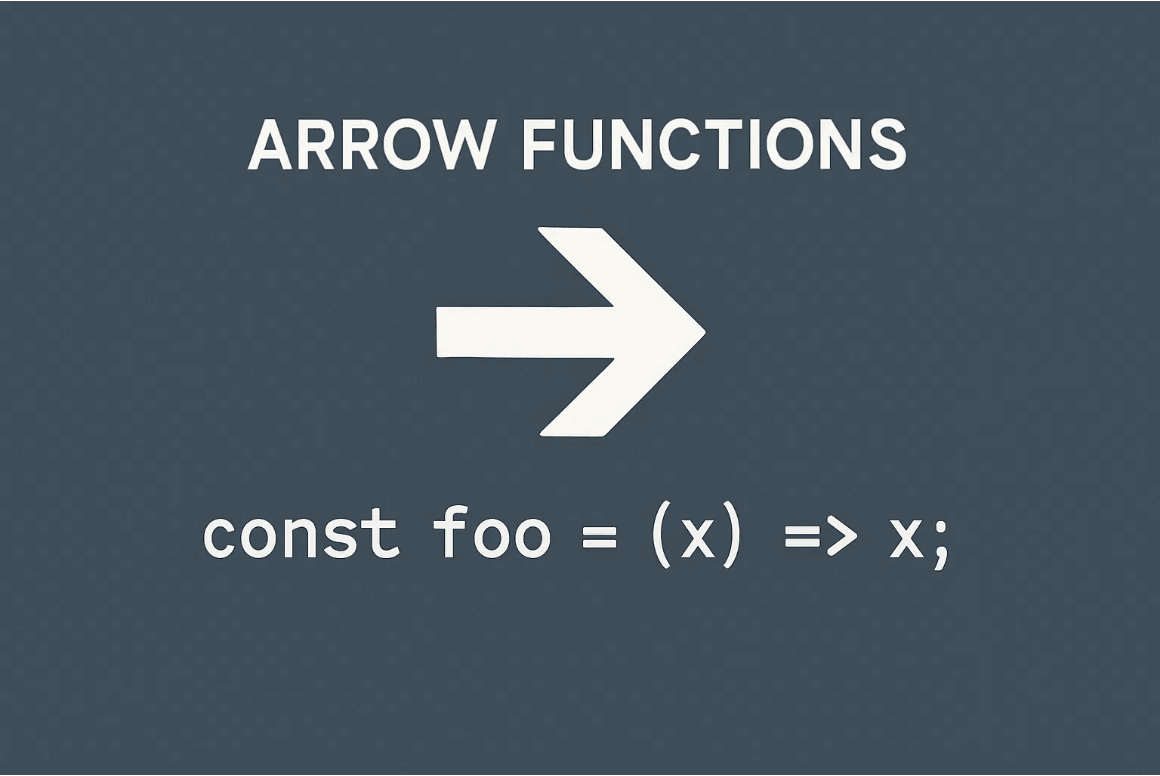 ARROW FUNCTIONS
const foo = (x) => x;